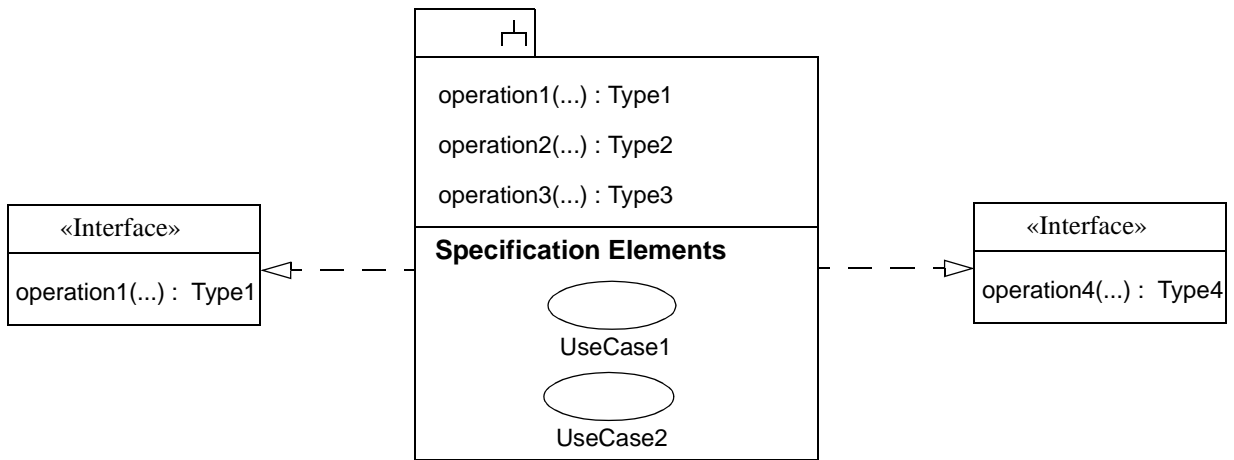 operation1(...) : Type1
operation2(...) : Type2
operation3(...) : Type3
«Interface»
operation1(...) : Type1
Specification Elements
UseCase1
UseCase2
«Interface»
operation4(...) : Type4